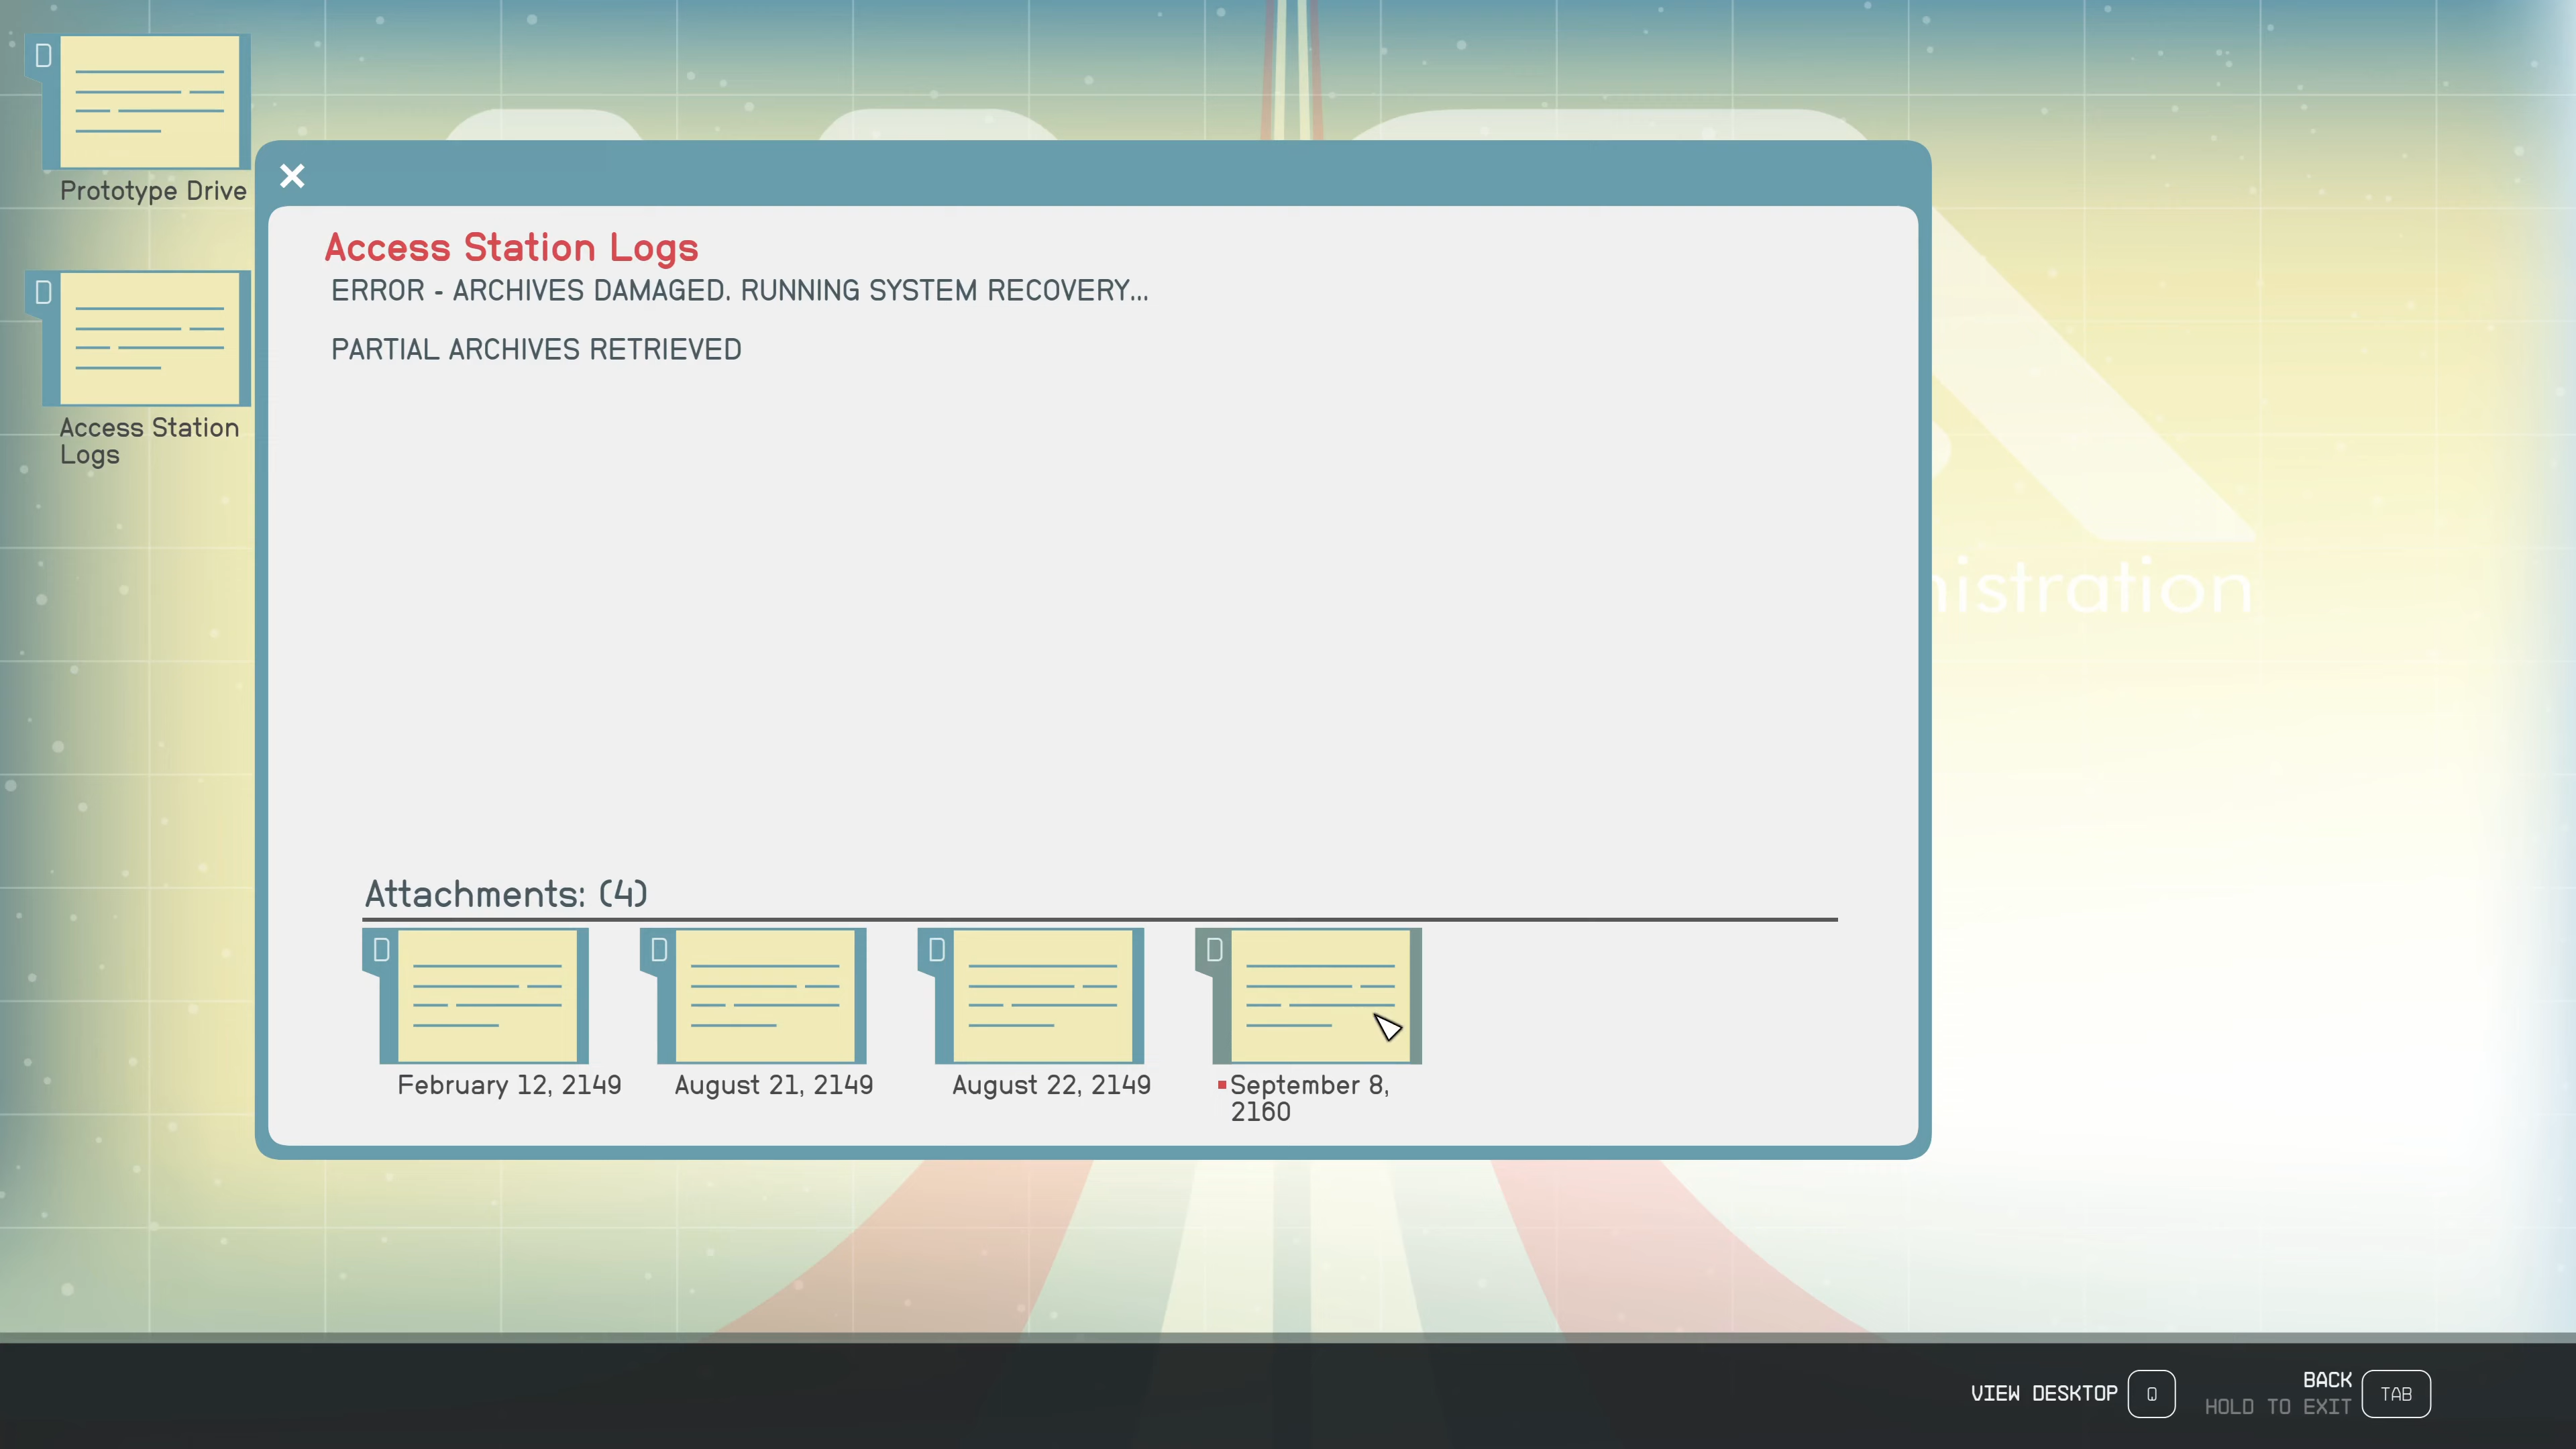 D
Prototype Drive
D
Access Station
Logs
Access Station Logs
ERROR - ARCHIVES DAMAGED. RUNNING SYSTEM RECOVERY...
PARTIAL ARCHIVES RETRIEVED
Attachments: (4)
D
February 12, 2149
D
August 21, 2149
D
August 22, 2149
D
September 8,
2160
nistration
VIEW DESKTOP Q
BACK
HOLD TO EXIT
TAB